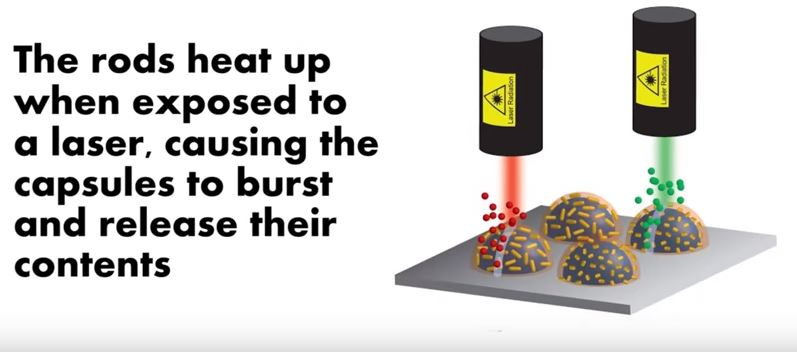 The rods heat up
when exposed to
a laser, causing the
capsules to burst
and release their
contents
Laser Radiation
Laser Radiation